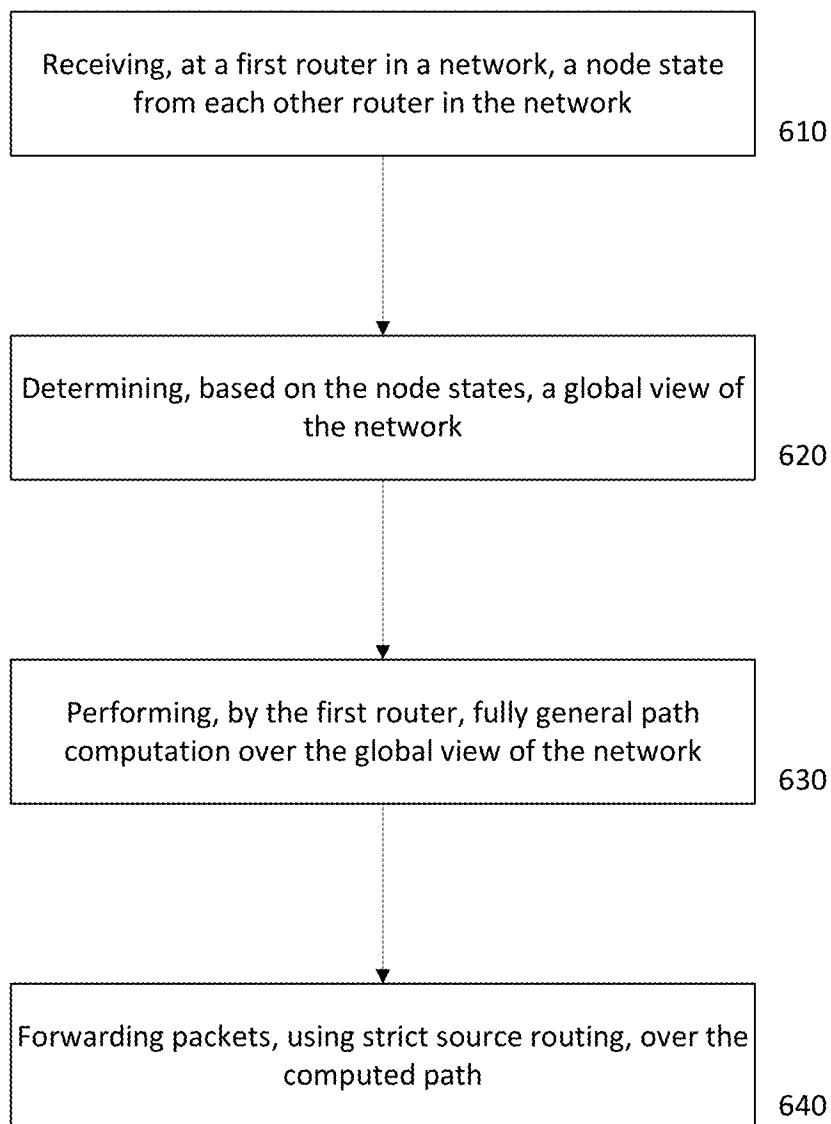 Receiving, at a first router in a network, a node state
from each other router in the network
610
Determining, based on the node states, a global view of
the network
620
Performing, by the first router, fully general path
computation over the global view of the network
630
Forwarding packets, using strict source routing, over the
computed path
640